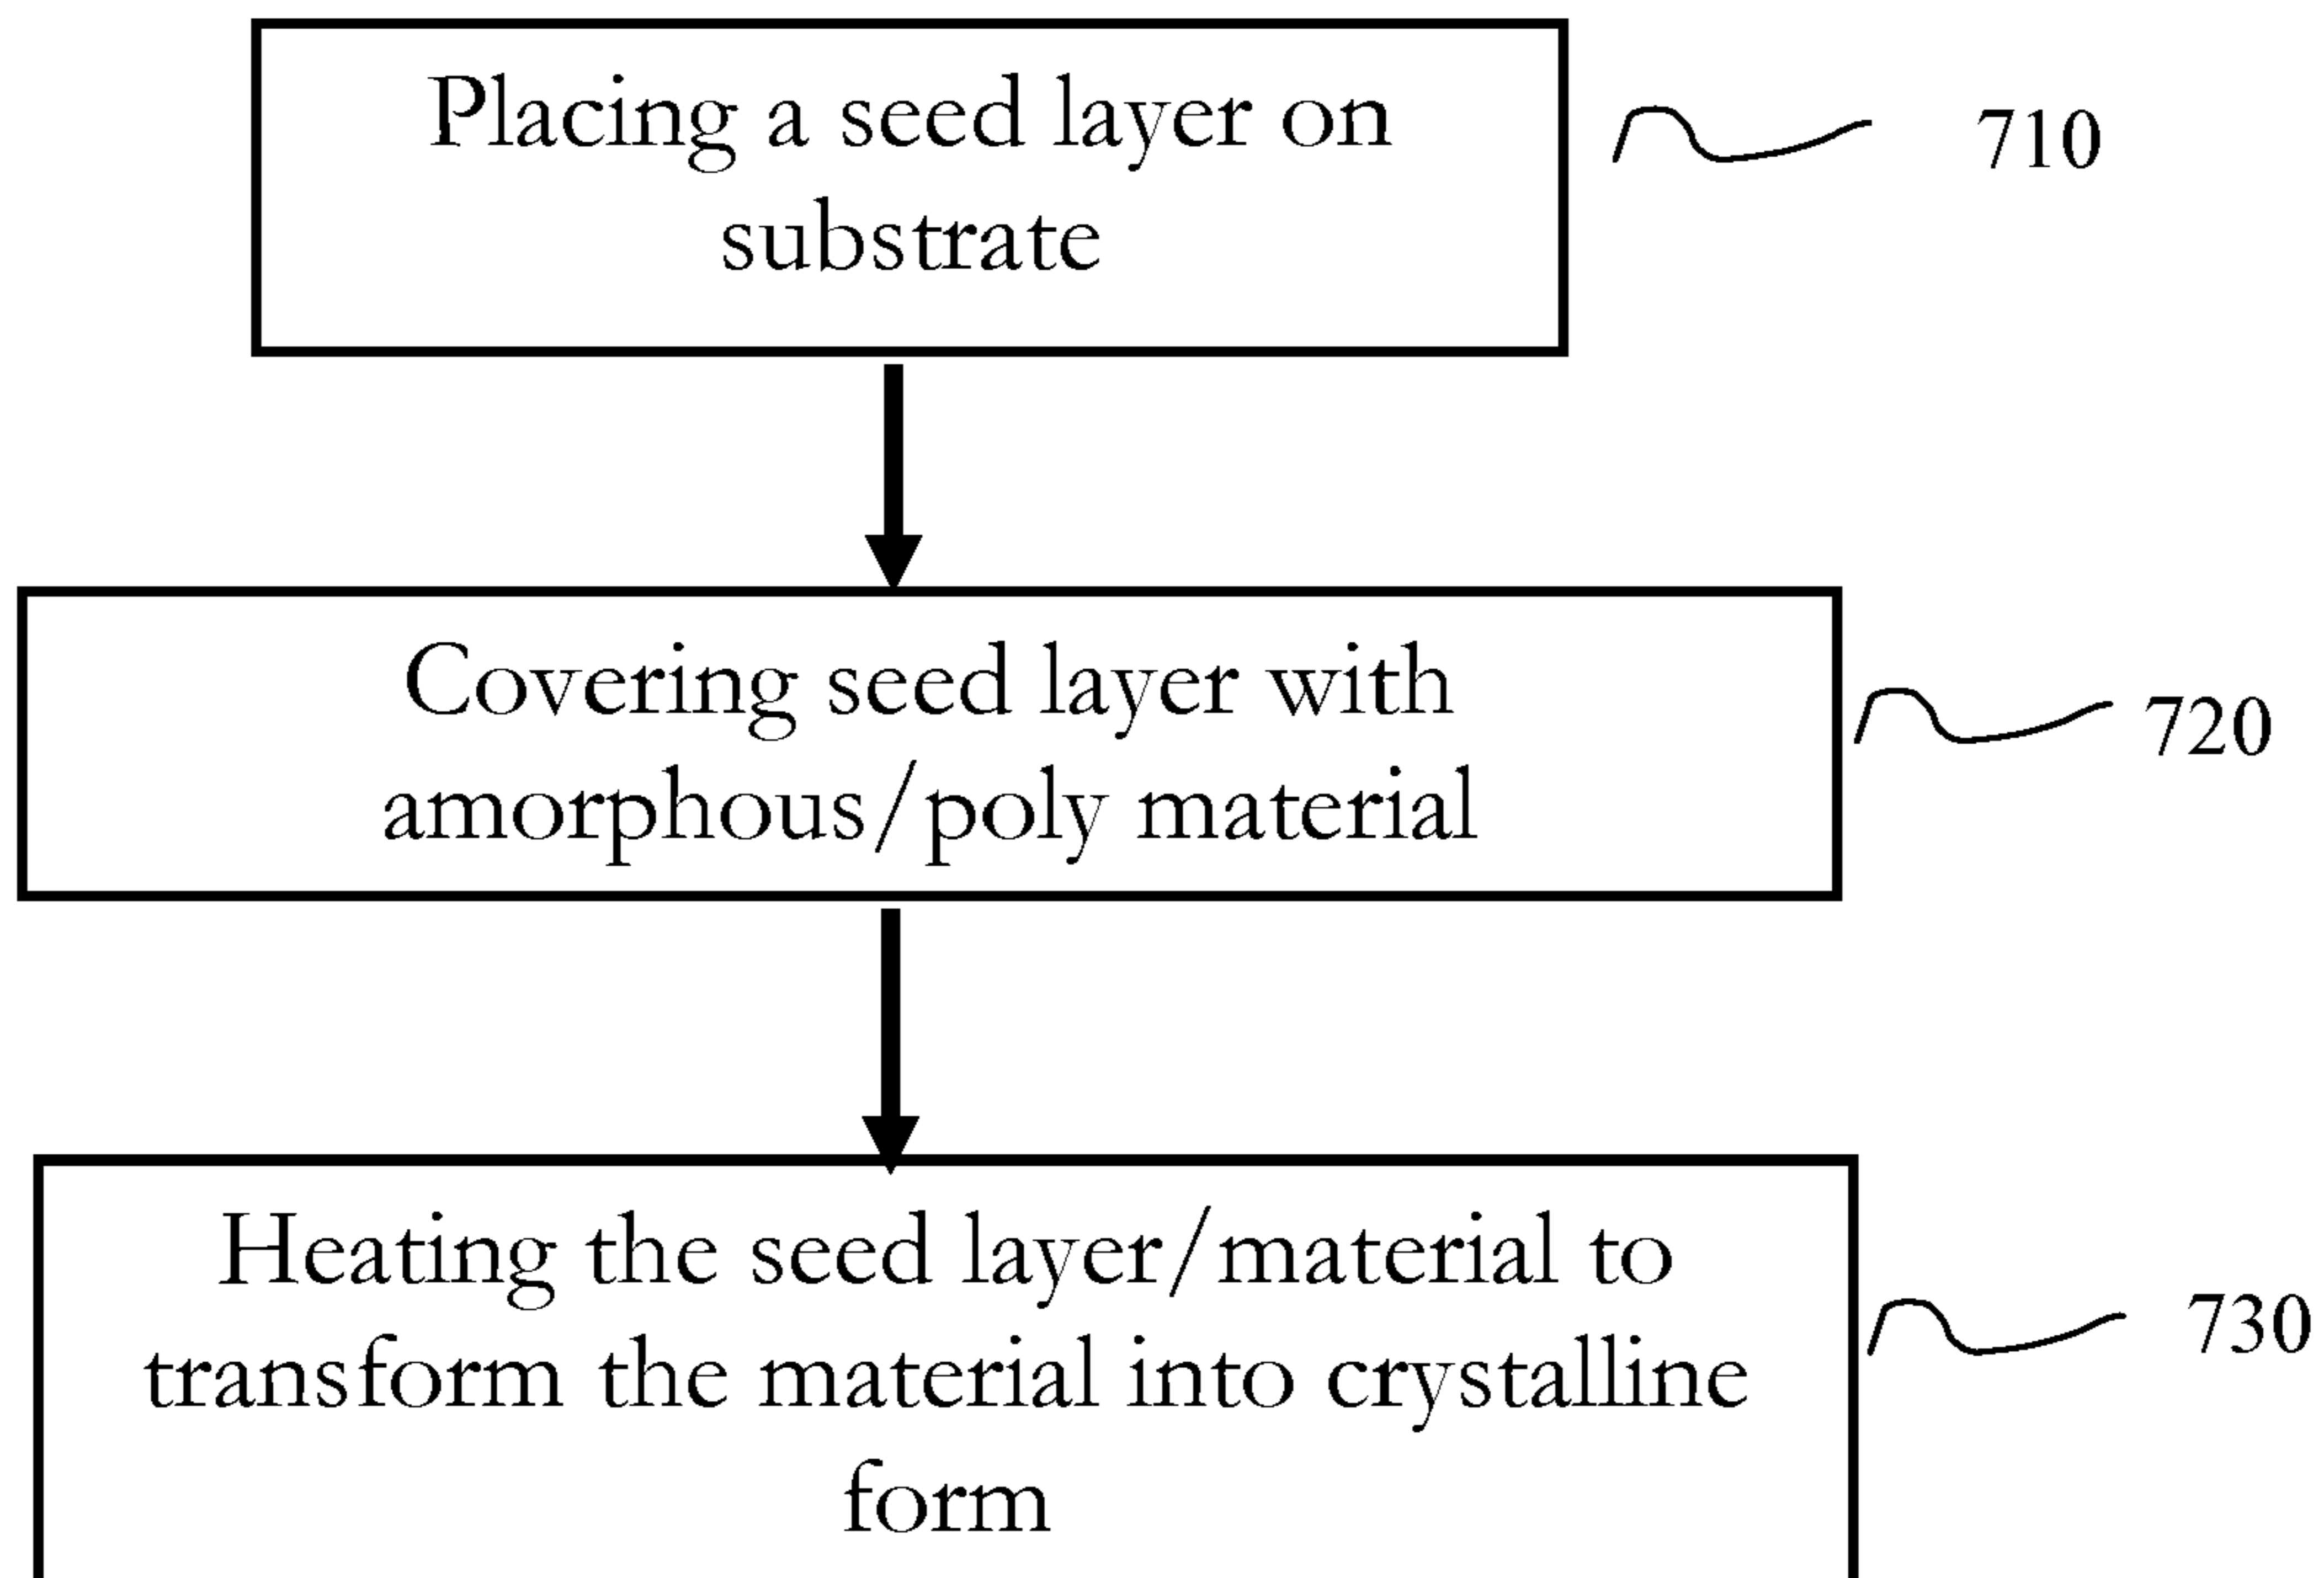 Placing a seed layer on
substrate
710
Covering seed layer with
amorphous/poly material
720
Heating the seed layer/material to
transform the material into crystalline
form
730